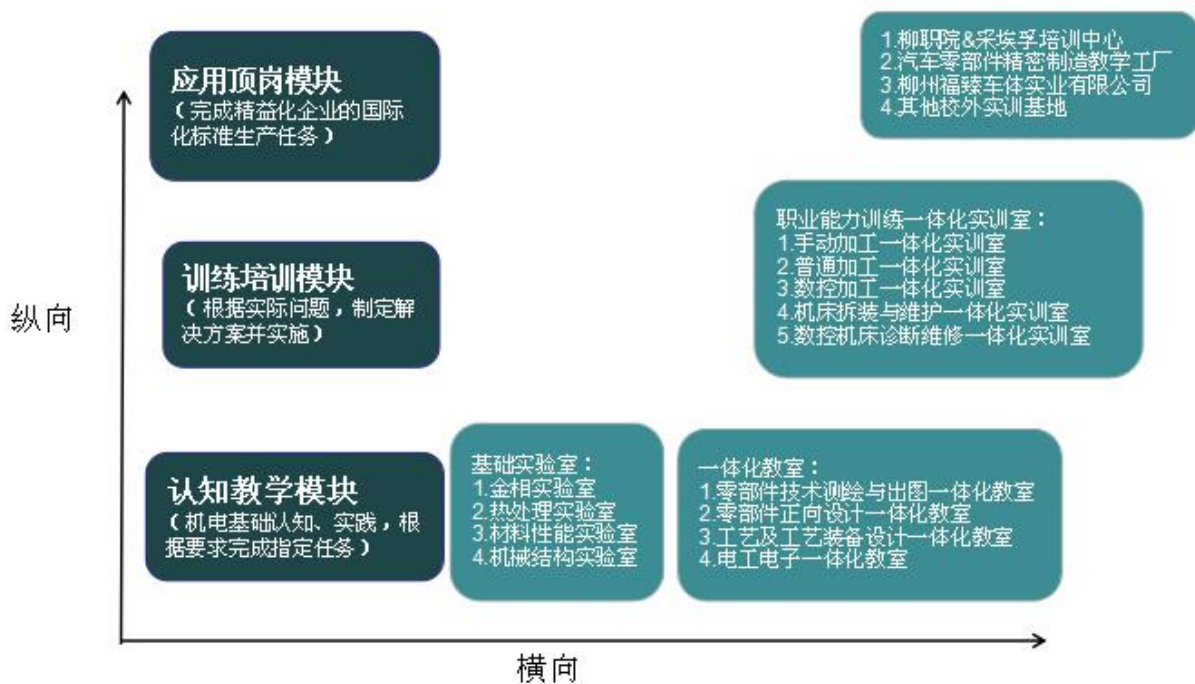 应用顶岗模块
（完成精益化企业的国际
化标准生产任务）
1.柳职院&采埃孚培训中心
2.汽车零部件精密制造教学工厂
3.柳州福臻车体实业有限公司
4.其他校外实训基地
纵向
训练培训模块
（根据实际问题，制定解
决方案并实施）
职业能力训练一体化实训室：
1.手动加工一体化实训室
2.普通加工一体化实训室
3.数控加工一体化实训室
4.机床拆装与维护一体化实训室
5.数控机床诊断维修一体化实训室
认知教学模块
（机电基础认知、实践，根
据要求完成指定任务）
基础实验室：
1.金相实验室
2.热处理实验室
3.材料性能实验室
4.机械结构实验室
一体化教室：
1.零部件技术测绘与出图一体化教室
2.零部件正向设计一体化教室
3.工艺及工艺装备设计一体化教室
4.电工电子一体化教室
横向